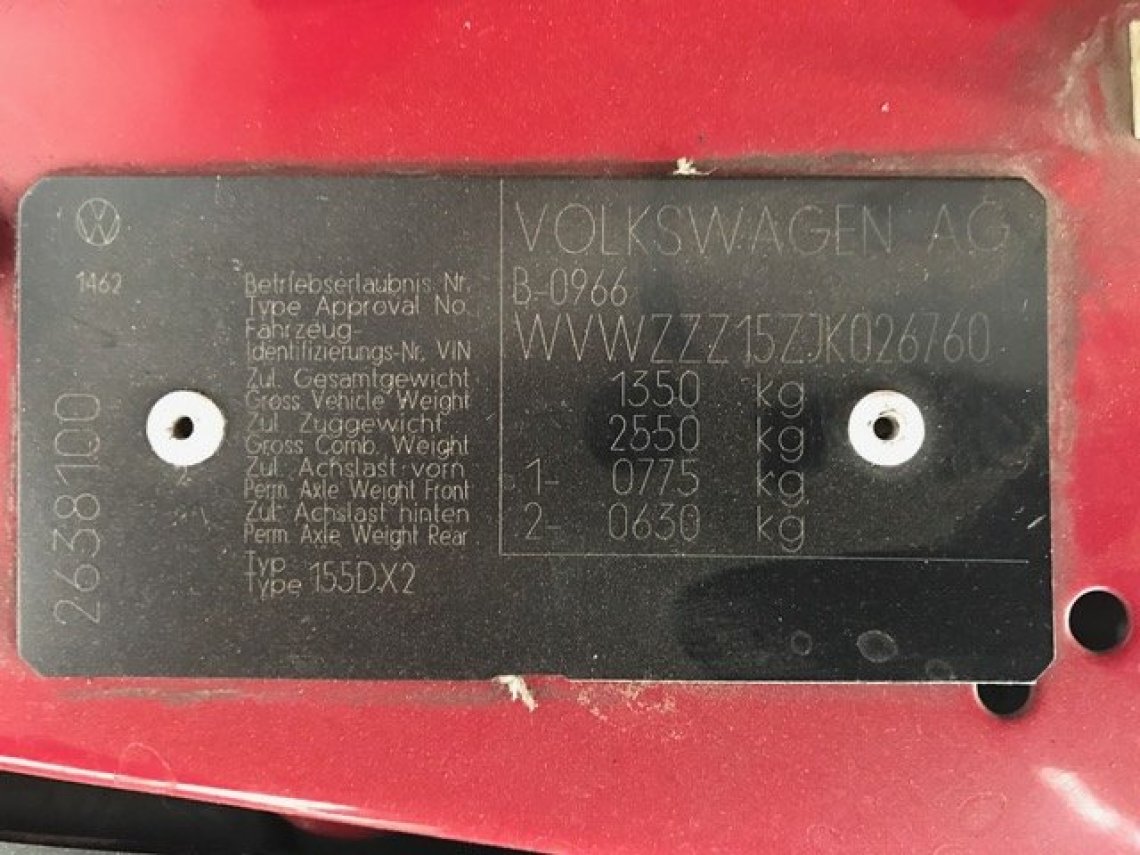 VOLKSWAGEN AG
1462
Betriebserlaubnis Nr.
Type Approval No.
B-0966
Fahrzeug-
Identifizierungs-Nr. VIN
WVWZZZ15ZJK026760
Zul. Gesamtgewicht
Gross Vehicle Weight
1350 kg
Zul. Zuggewicht
Gross Comb. Weight
2550 kg
Zul. Achslast vorn
Perm. Axle Weight Front
1- 0775 kg
Zul. Achslast hinten
Perm. Axle Weight Rear
2- 0630 kg
Typ
Type 155DX2
2638100